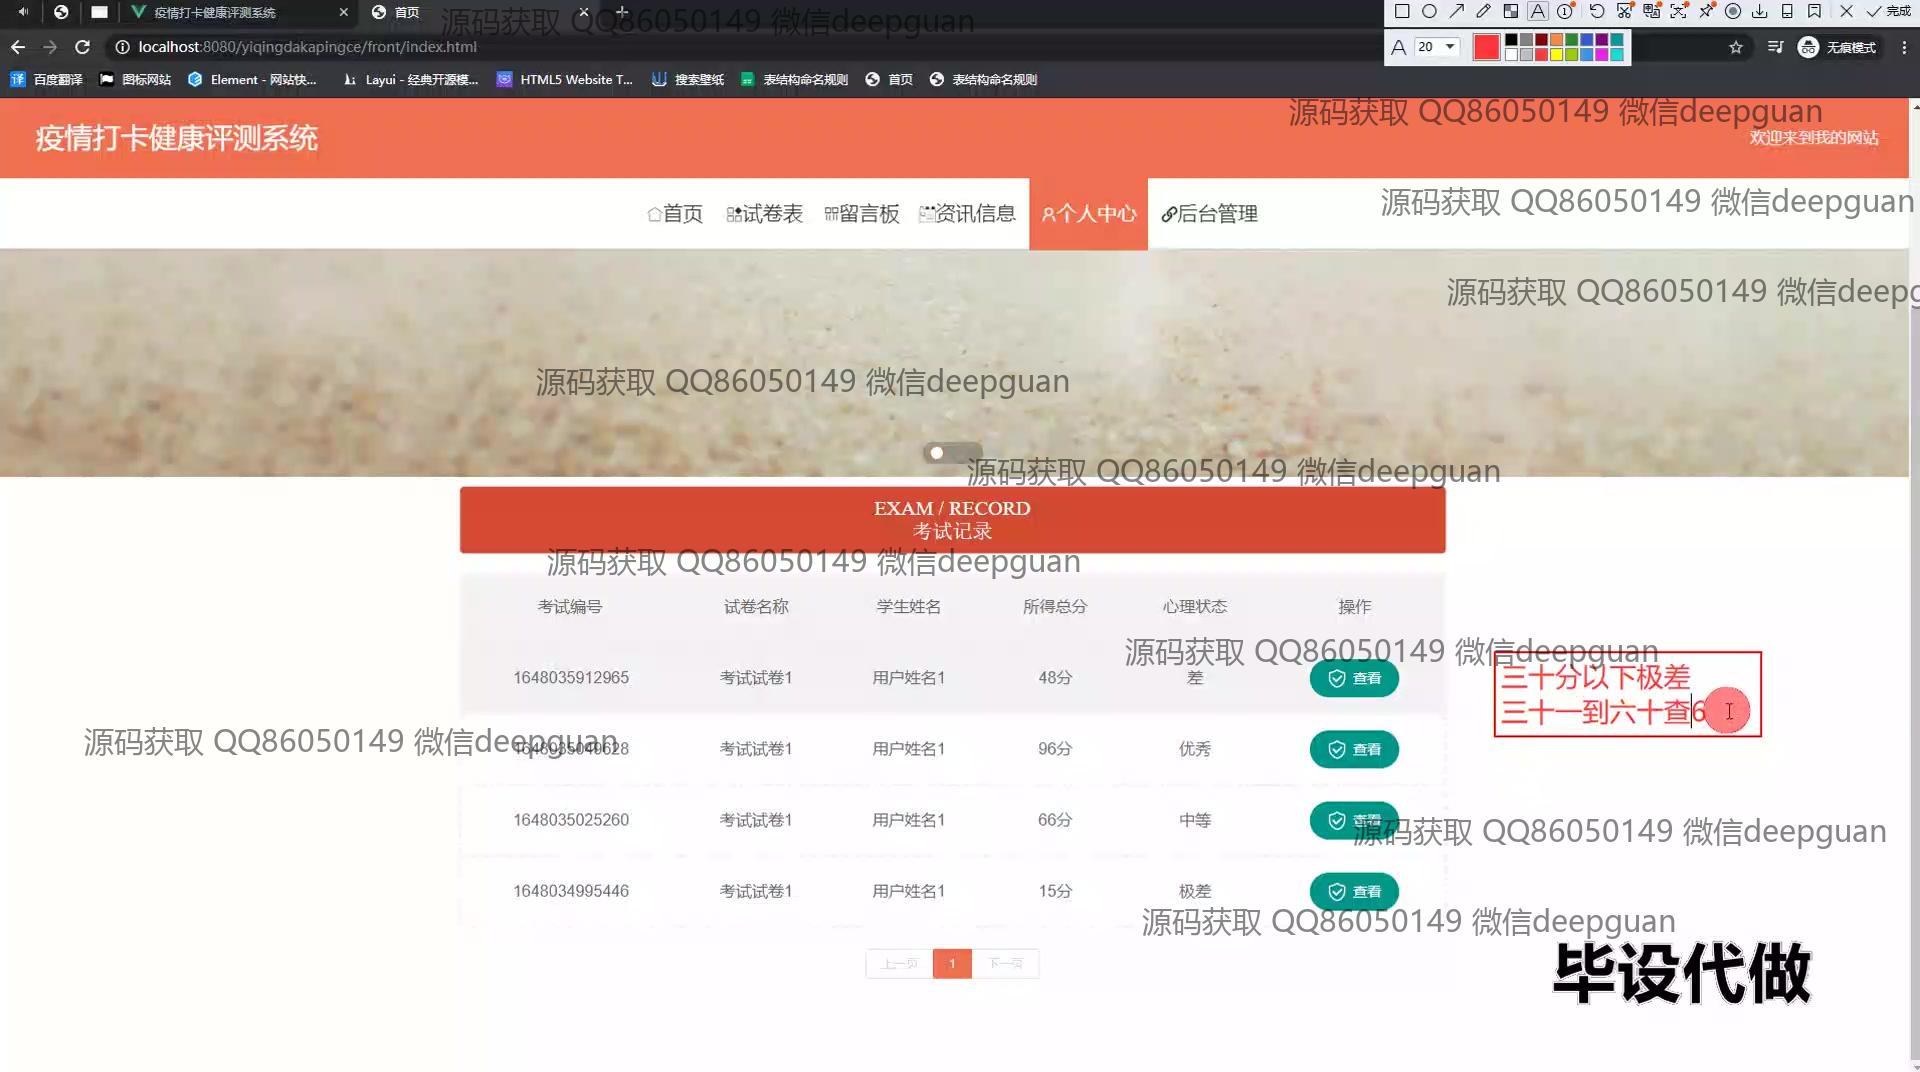 疫情打卡健康评测系统
首页
完成
localhost:8080/yiqingdakapingce/front/index.html
A 20
无痕模式
百度翻译 图标网站 Element - 网站快... Layui - 经典开源模... HTML5 Website T... 搜索壁纸 表结构命名规则 首页 表结构命名规则
源码获取 QQ86050149 微信deepguan
源码获取 QQ86050149 微信deepguan
疫情打卡健康评测系统
欢迎来到我的网站
首页 试卷表 留言板 资讯信息 个人中心 后台管理
源码获取 QQ86050149 微信deepguan
源码获取 QQ86050149 微信deepg
源码获取 QQ86050149 微信deepguan
源码获取 QQ86050149 微信deepguan
EXAM / RECORD
考试记录
源码获取 QQ86050149 微信deepguan
考试编号 试卷名称 学生姓名 所得总分 心理状态 操作
源码获取 QQ86050149 微信deepguan
1648035912965 考试试卷1 用户姓名1 48分 差 查看
三十分以下极差
三十一到六十查6
源码获取 QQ86050149 微信deepguan
1648035049628 考试试卷1 用户姓名1 96分 优秀 查看
1648035025260 考试试卷1 用户姓名1 66分 中等 查看
源码获取 QQ86050149 微信deepguan
1648034995446 考试试卷1 用户姓名1 15分 极差 查看
源码获取 QQ86050149 微信deepguan
上一页 1 下一页
毕设代做